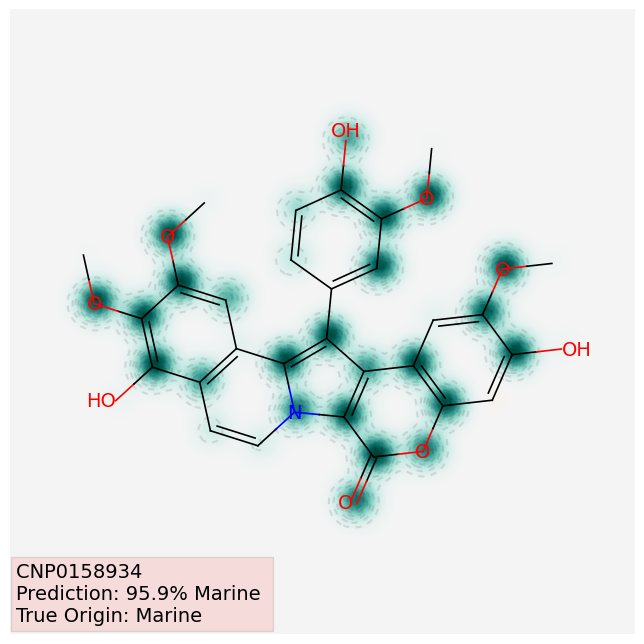 OH
O
O
O
O
OH
HO
N
O
O
CNP0158934
Prediction: 95.9% Marine
True Origin: Marine